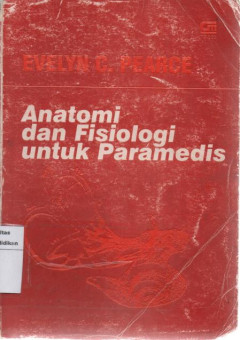 EVELYN C. PEARCE
Anatomi
dan Fisiologi
untuk Paramedis